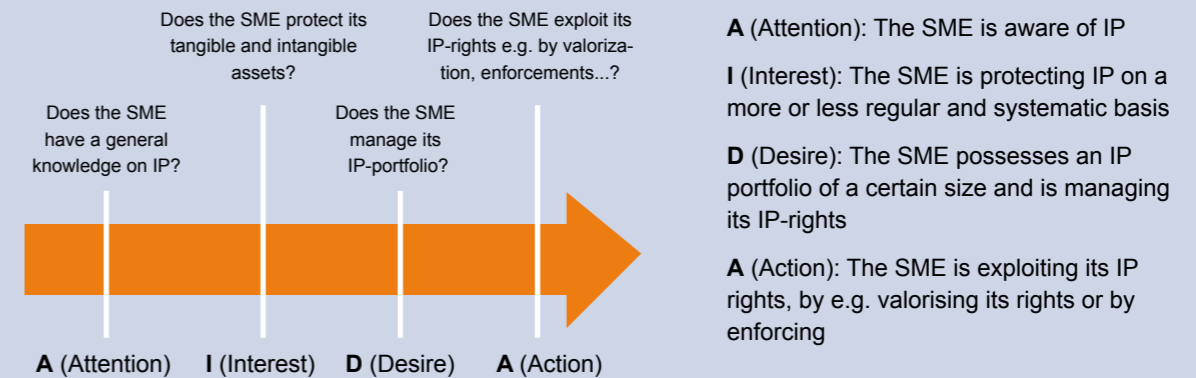 Does the SME protect its
tangible and intangible
assets?
Does the SME exploit its
IP-rights e.g. by valoriza-
tion, enforcements...?
Does the SME
have a general
knowledge on IP?
Does the SME
manage its
IP-portfolio?
A (Attention)
I (Interest)
D (Desire)
A (Action)
A (Attention): The SME is aware of IP
I (Interest): The SME is protecting IP on a
more or less regular and systematic basis
D (Desire): The SME possesses an IP
portfolio of a certain size and is managing
its IP-rights
A (Action): The SME is exploiting its IP
rights, by e.g. valorising its rights or by
enforcing